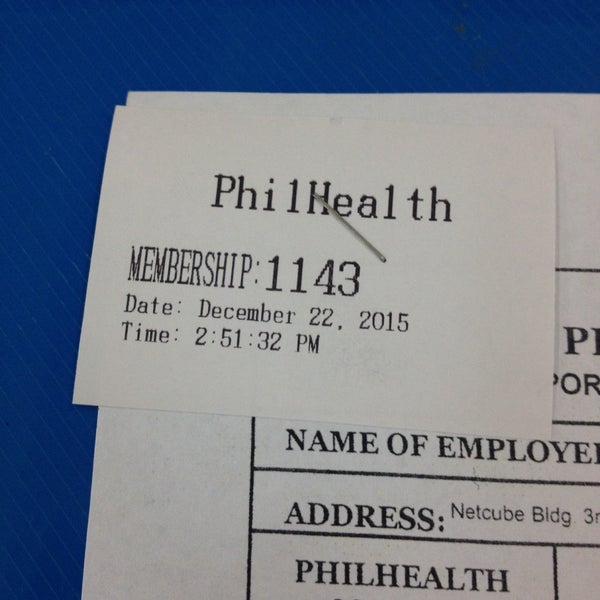 PhilHealth
MEMBERSHIP: 1143
Date: December 22, 2015
Time: 2:51:32 PM
NAME OF EMPLOYE
ADDRESS: Netcube Bldg 3r
PHILHEALTH